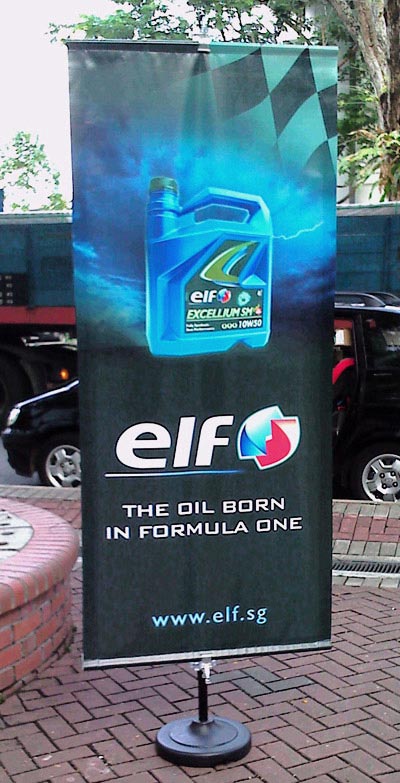 elf
EXCELLIUM SM
10W50
elf
THE OIL BORN
IN FORMULA ONE
www.elf.sg